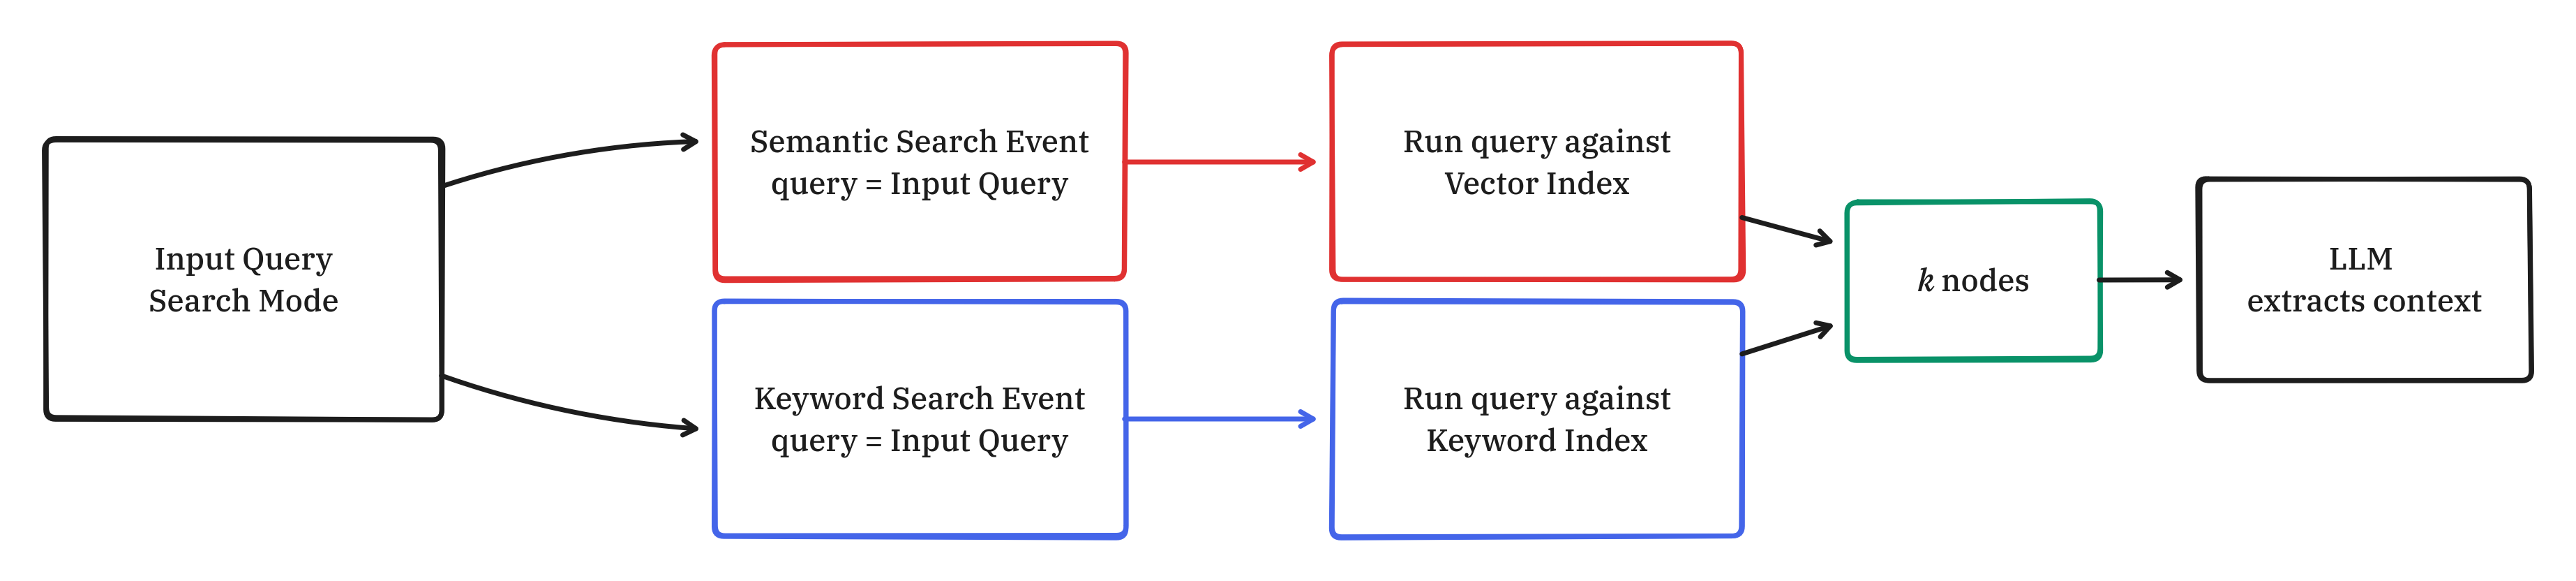 Input Query
Search Mode
Semantic Search Event
query = Input Query
Run query against
Vector Index
Keyword Search Event
query = Input Query
Run query against
Keyword Index
k nodes
LLM
extracts context